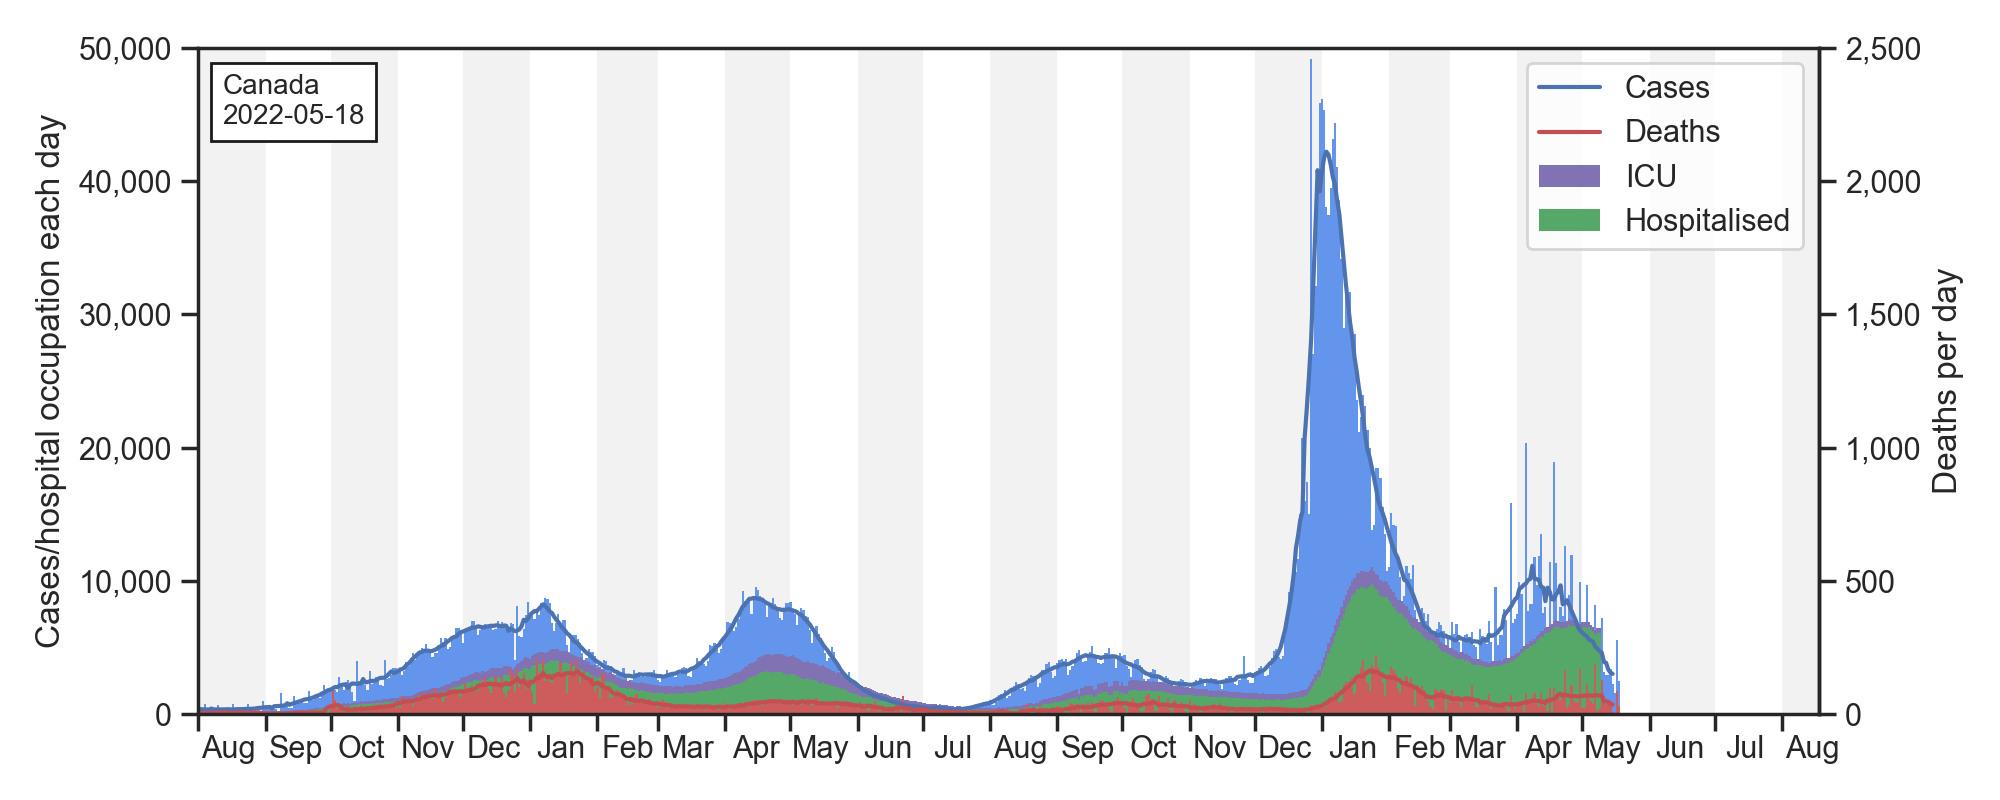 50,000
40,000
30,000
20,000
10,000
0
Cases/hospital occupation each day
Canada
2022-05-18
Cases
Deaths
ICU
Hospitalised
2,500
2,000
1,500
1,000
500
0
Deaths per day
Aug Sep Oct Nov Dec Jan Feb Mar Apr May Jun Jul Aug Sep Oct Nov Dec Jan Feb Mar Apr May Jun Jul Aug